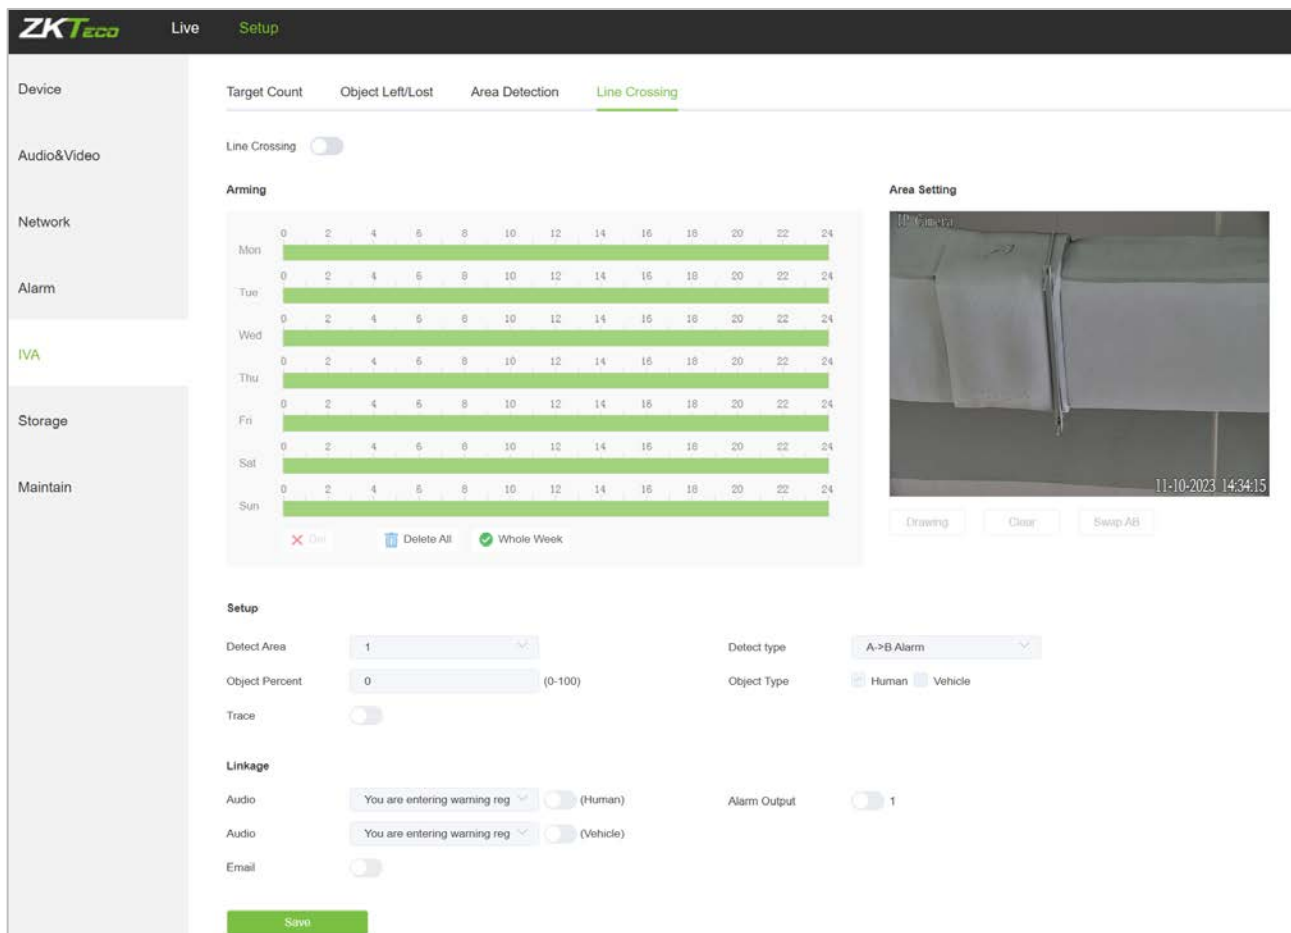 ZKTeco Live Setup
Device
Audio&Video
Network
Alarm
IVA
Storage
Maintain
Target Count Object Left/Lost Area Detection Line Crossing
Line Crossing
Arming
0 2 4 6 8 10 12 14 16 18 20 22 24
Mon
0 2 4 6 8 10 12 14 16 18 20 22 24
Tue
0 2 4 6 8 10 12 14 16 18 20 22 24
Wed
0 2 4 6 8 10 12 14 16 18 20 22 24
Thu
0 2 4 6 8 10 12 14 16 18 20 22 24
Fri
0 2 4 6 8 10 12 14 16 18 20 22 24
Sat
0 2 4 6 8 10 12 14 16 18 20 22 24
Sun
Del Delete All Whole Week
Area Setting
IP Camera
11-10-2023 14:34:15
Drawing Clear Swap AB
Setup
Detect Area 1 Detect type A->B Alarm
Object Percent 0 (0-100) Object Type Human Vehicle
Trace
Linkage
Audio You are entering warning reg (Human) Alarm Output 1
Audio You are entering warning reg (Vehicle)
Email
Save